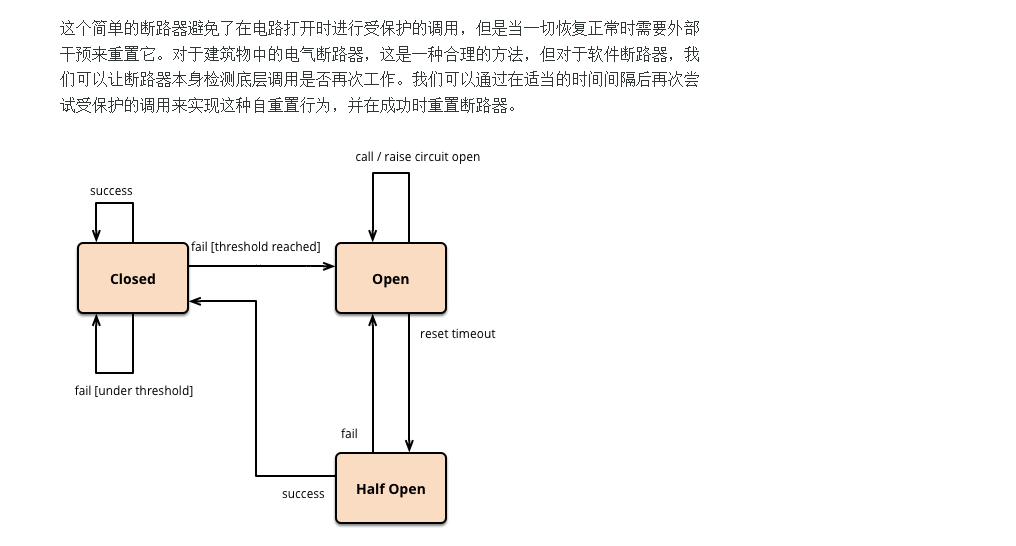 这个简单的断路器避免了在电路打开时进行受保护的调用，但是当一切恢复正常时需要外部
干预来重置它。对于建筑物中的电气断路器，这是一种合理的方法，但对于软件断路器，我
们可以让断路器本身检测底层调用是否再次工作。我们可以通过在适当的时间间隔后再次尝
试受保护的调用来实现这种自重置行为，并在成功时重置断路器。
call / raise circuit open
success
fail [threshold reached]
Closed
Open
reset timeout
fail [under threshold]
fail
Half Open
success